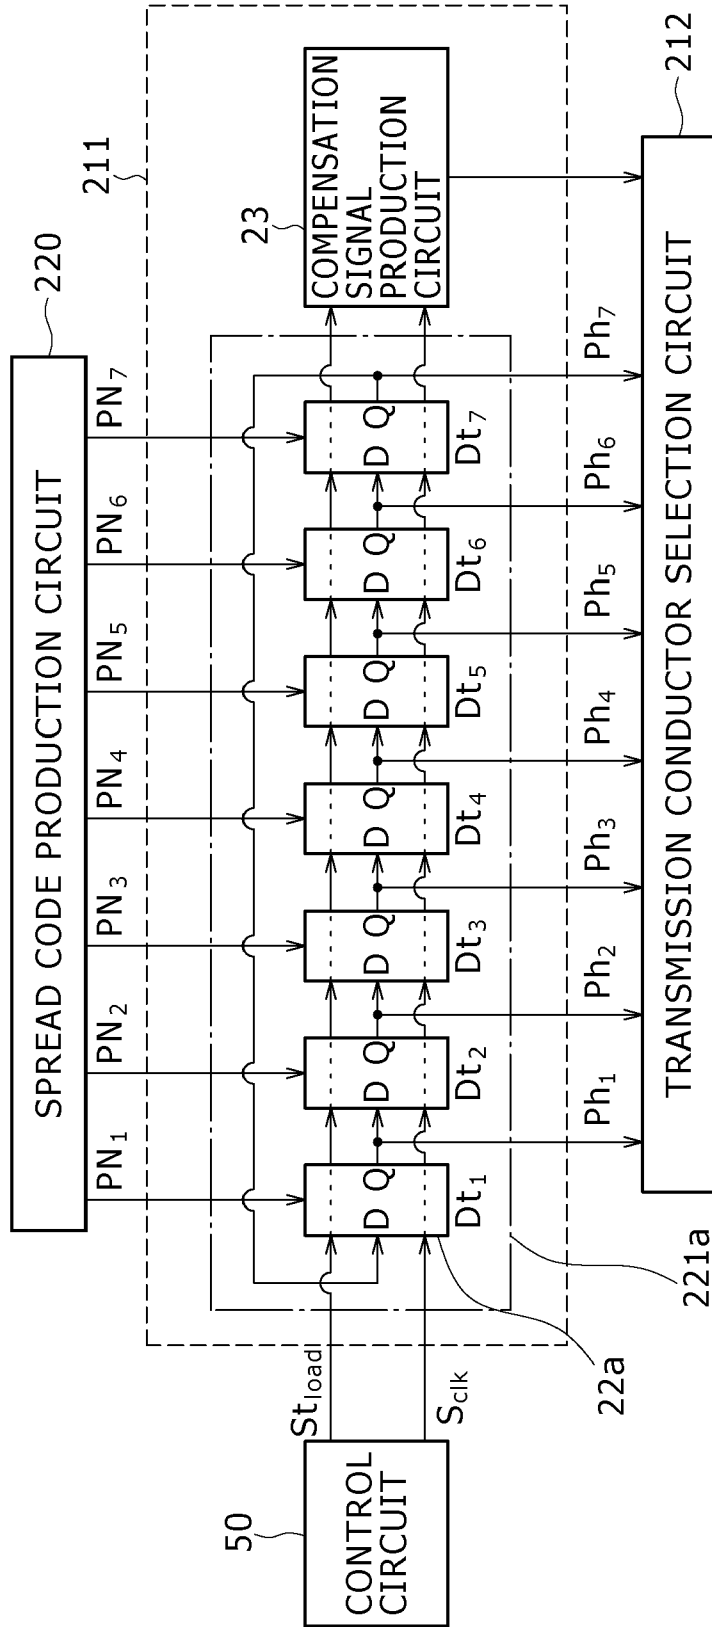 220
SPREAD CODE PRODUCTION CIRCUIT
PN1
PN2
PN3
PN4
PN5
PN6
PN7
211
50
CONTROL
CIRCUIT
Stload
Sclk
D Q
D Q
D Q
D Q
D Q
D Q
D Q
Dt1
Dt2
Dt3
Dt4
Dt5
Dt6
Dt7
23
COMPENSATION
SIGNAL
PRODUCTION
CIRCUIT
22a
221a
Ph1
Ph2
Ph3
Ph4
Ph5
Ph6
Ph7
212
TRANSMISSION CONDUCTOR SELECTION CIRCUIT